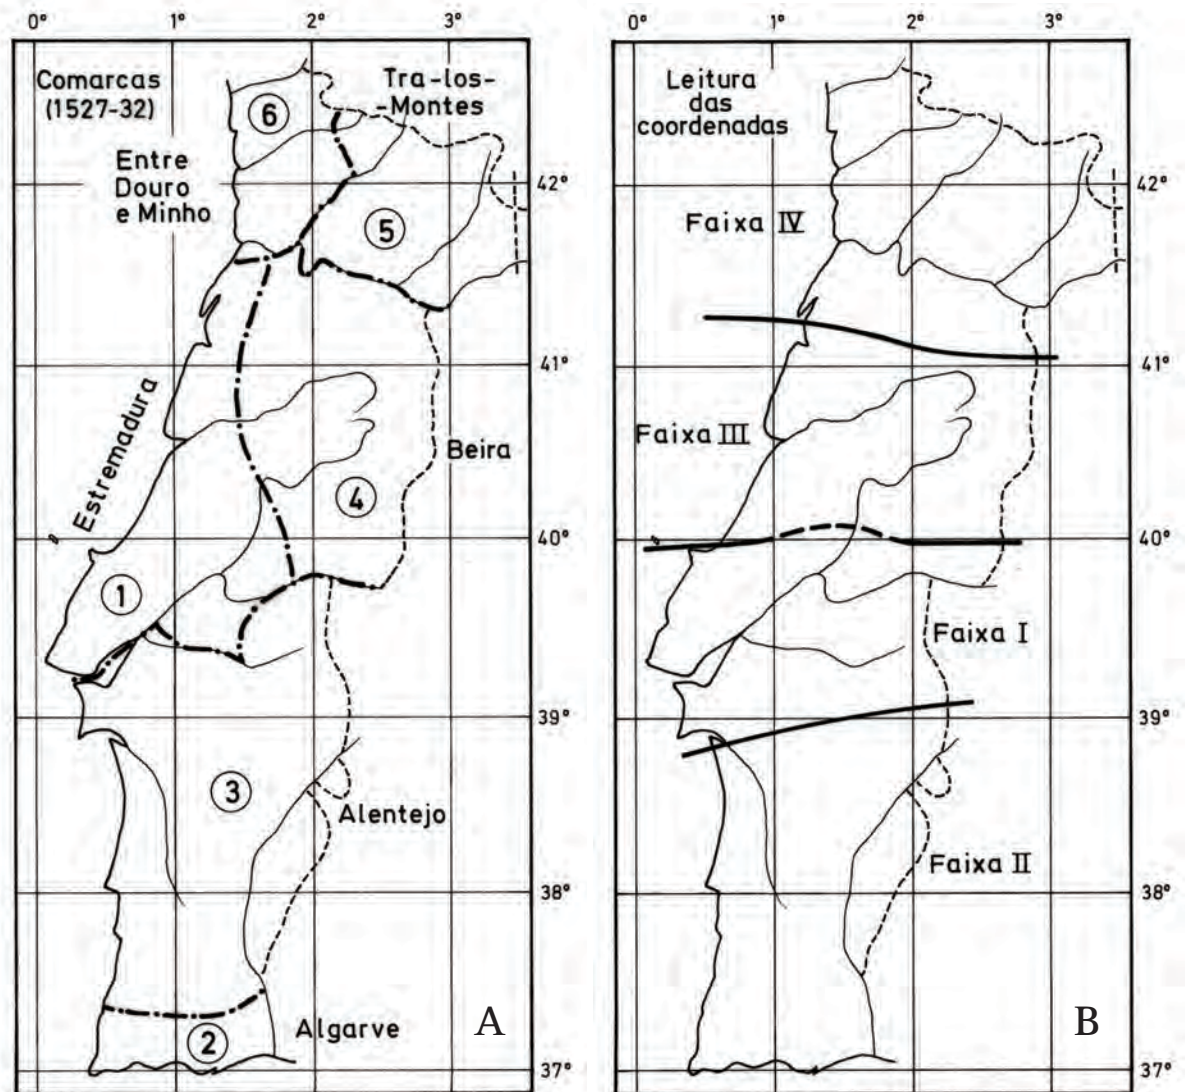 0° 1° 2° 3°
Comarcas
(1527-32)
Tra-los-
-Montes
6
Entre
Douro
e Minho
42°
5
41°
Estremadura
Beira
4
40°
1
39°
3
Alentejo
38°
Algarve
A
2
37°
0° 1° 2° 3°
Leitura
das
coordenadas
42°
Faixa IV
41°
Faixa III
40°
Faixa I
39°
Faixa II
38°
B
37°